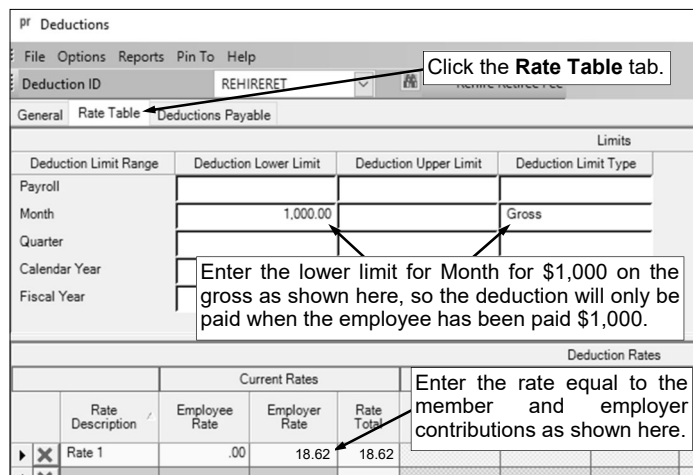 pr Deductions
File Options Reports Pin To Help
Click the Rate Table tab.
Deduction ID REHIRERET
General Rate Table Deductions Payable
Limits
Deduction Limit Range Deduction Lower Limit Deduction Upper Limit Deduction Limit Type
Payroll
Month 1,000.00 Gross
Quarter
Calendar Year
Fiscal Year
Enter the lower limit for Month for $1,000 on the
gross as shown here, so the deduction will only be
paid when the employee has been paid $1,000.
Deduction Rates
Current Rates
Enter the rate equal to the
member and employer
contributions as shown here.
Rate Description Employee Rate Employer Rate Rate Total
Rate 1 .00 18.62 18.62